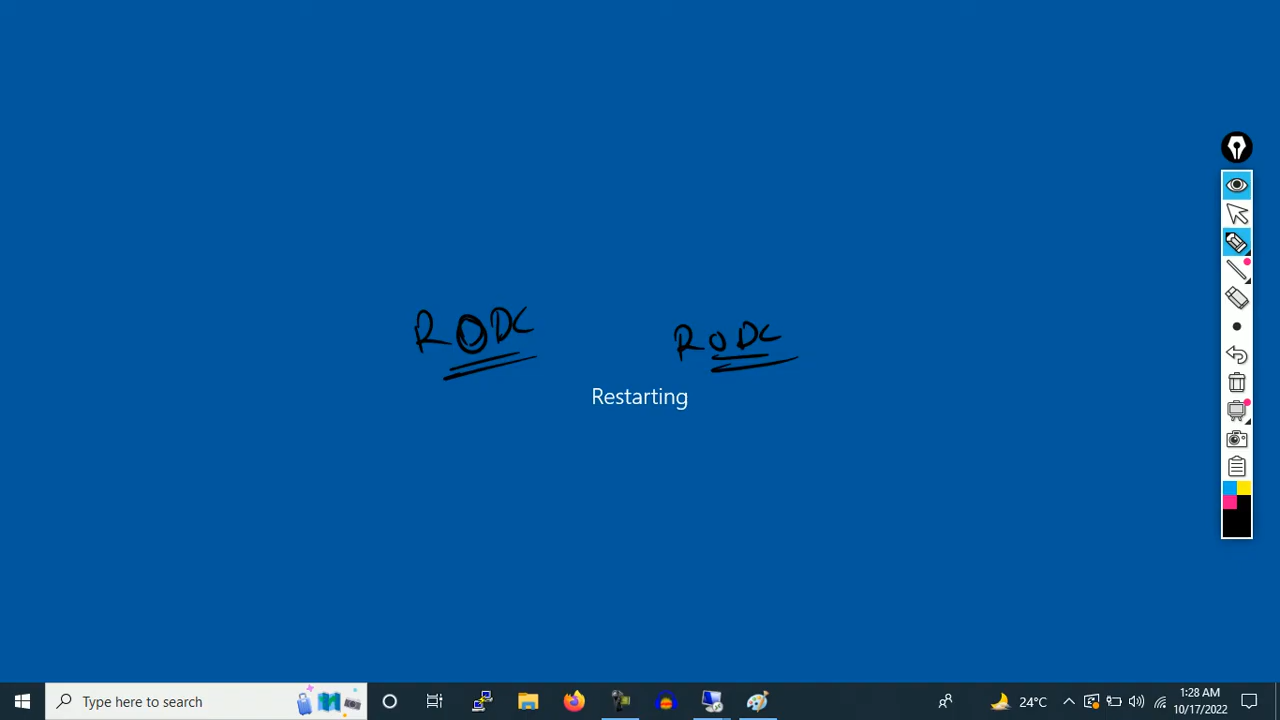 RODC RODC
Restarting
Type here to search
24°C
1:28 AM
10/17/2022